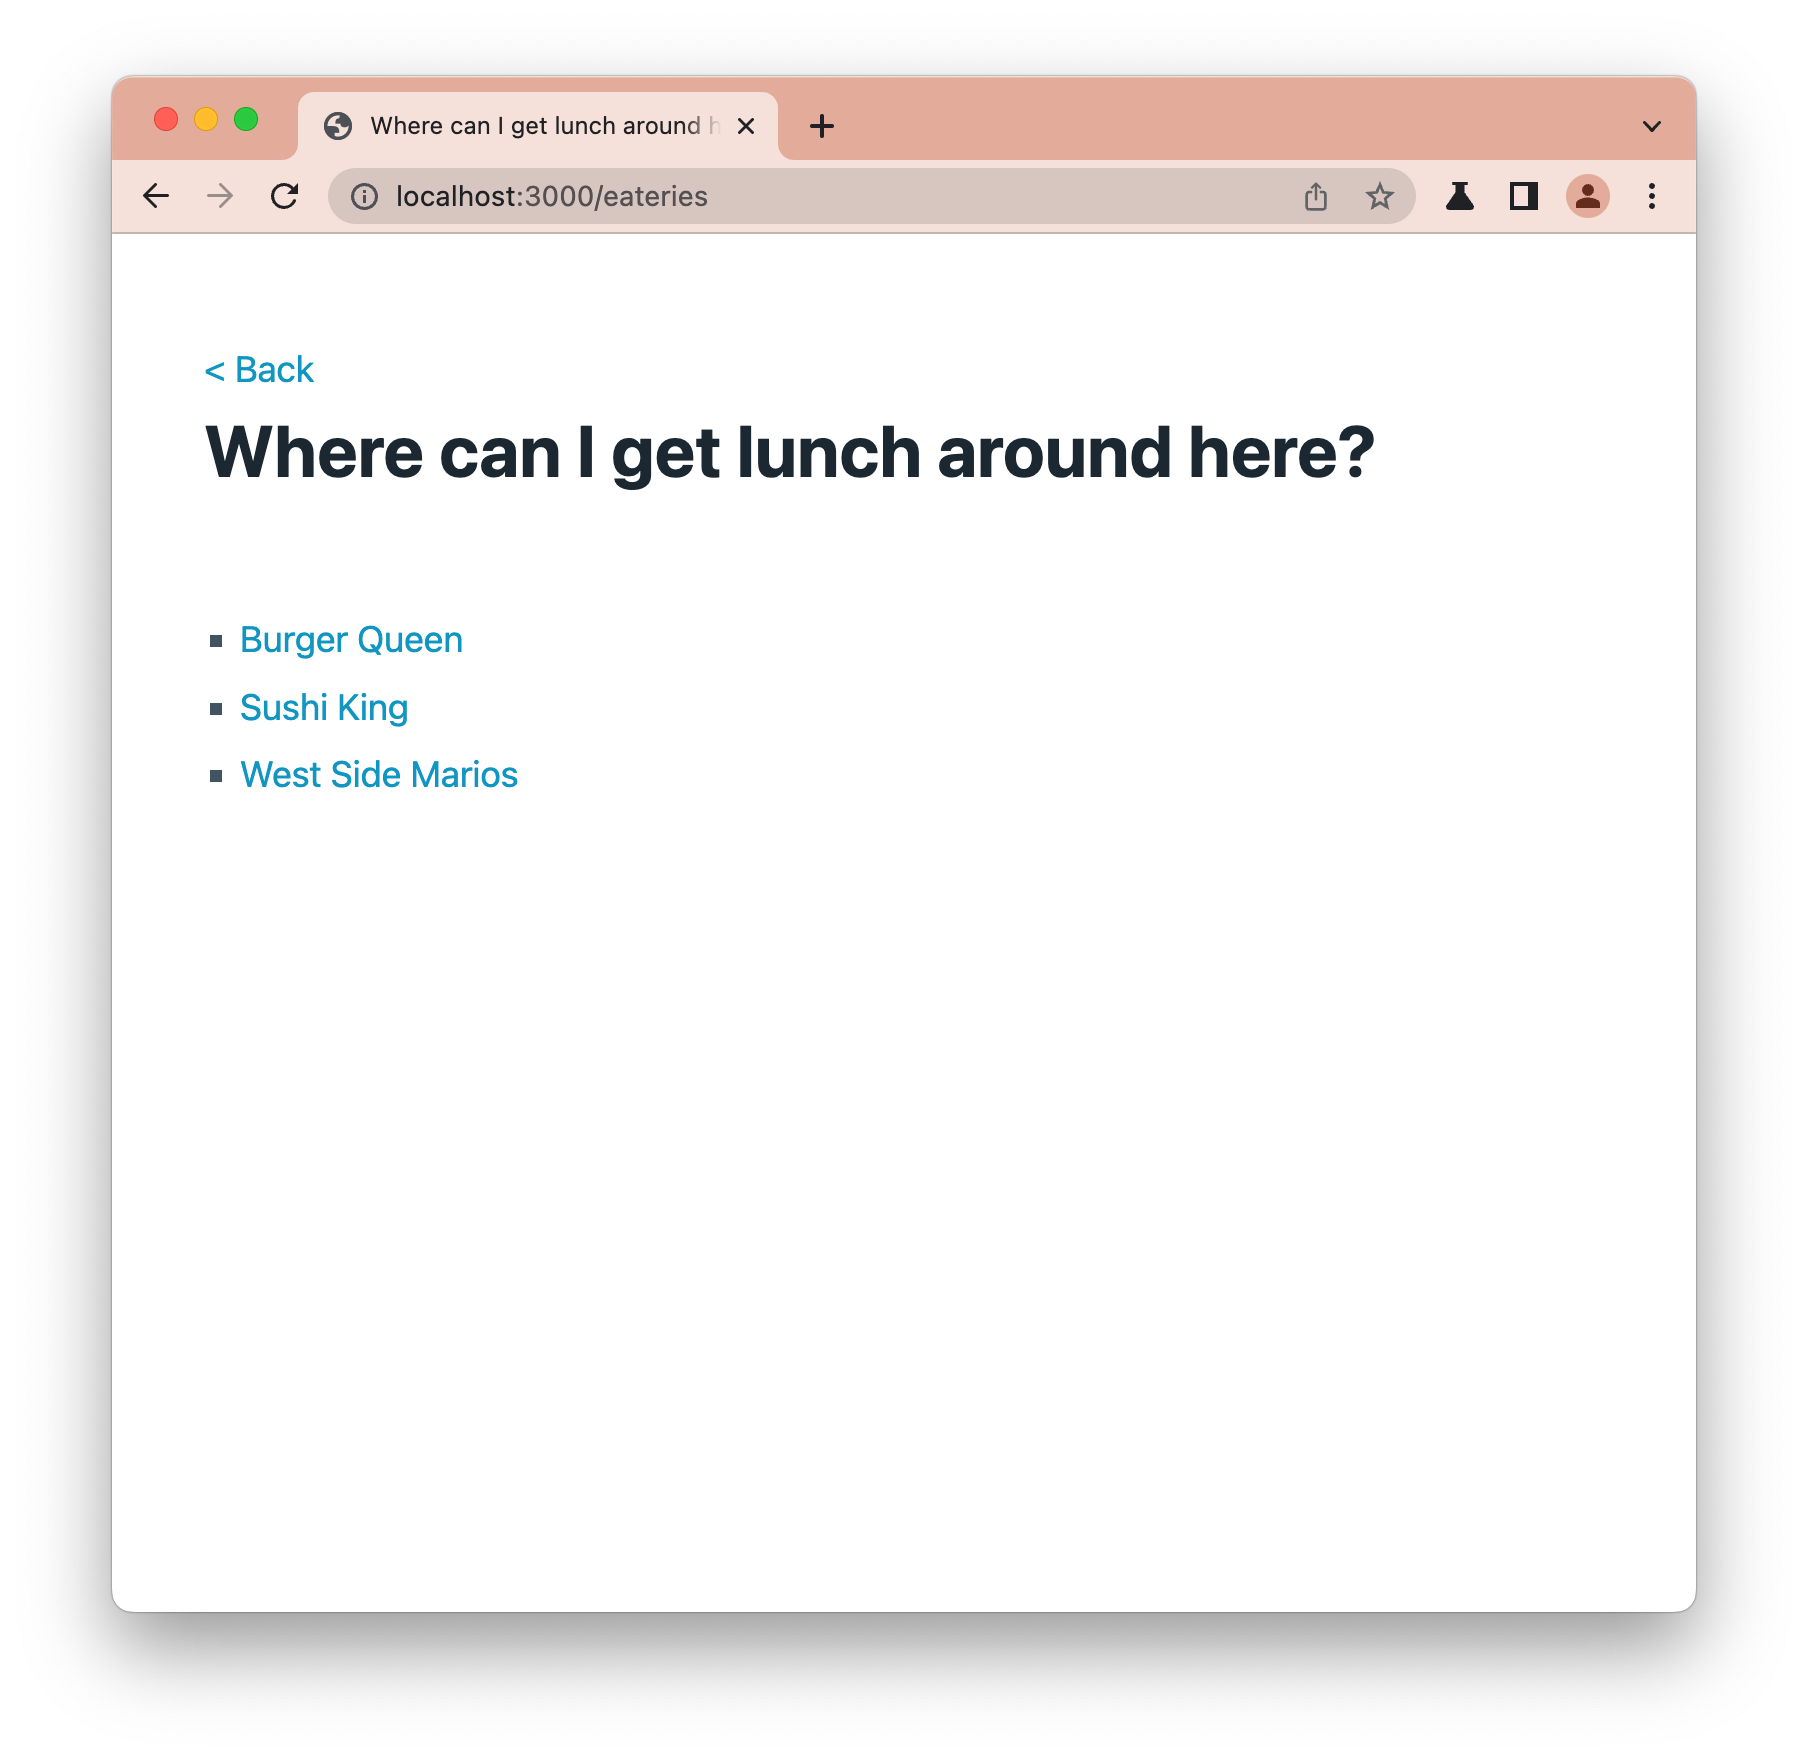 Where can I get lunch around h
localhost:3000/eateries
< Back
Where can I get lunch around here?
Burger Queen
Sushi King
West Side Marios